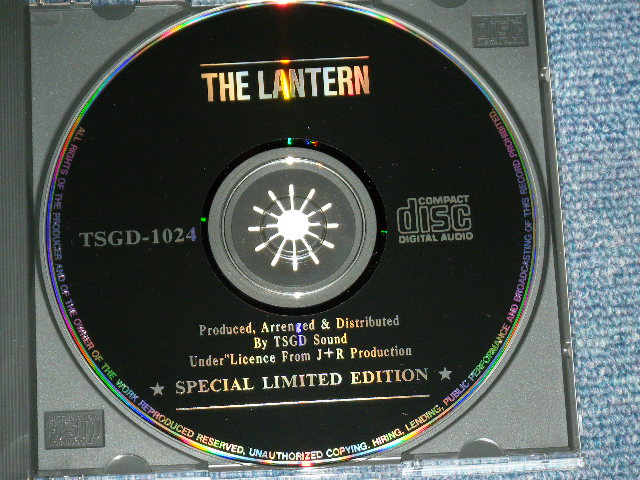 THE LANTERN
TSGD-1024
COMPACT
disc
DIGITAL AUDIO
Produced, Arrenged & Distributed
By TSGD Sound
Under"Licence From J+R Production
★ SPECIAL LIMITED EDITION ★
ALL RIGHTS OF THE PRODUCER AND OF THE OWNER OF THE WORK REPRODUCED RESERVED, UNAUTHORIZED COPYING. HIRING, LENDING, PUBLIC PERFORMANCE AND BROADCASTING OF THIS RECORD PROHIBITED